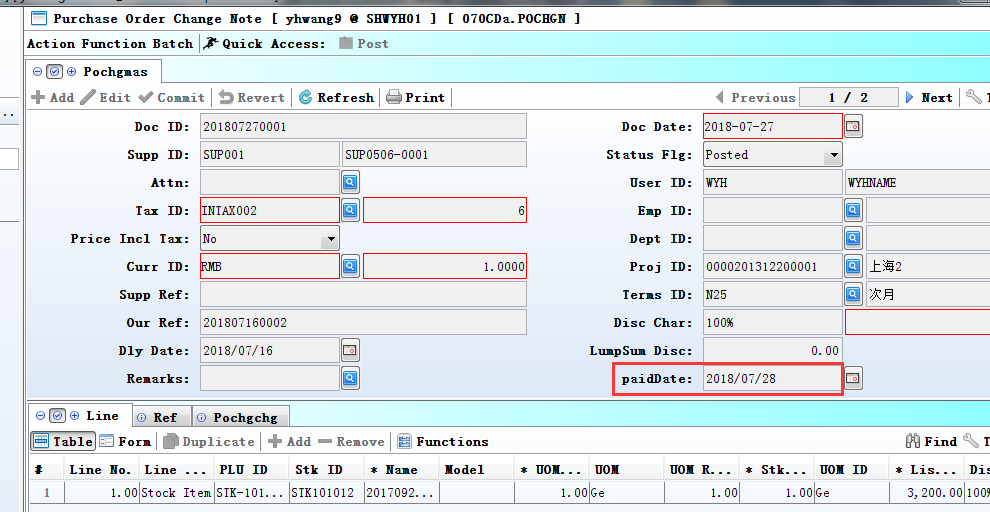 Purchase Order Change Note [ yhwang9 @ SHWYH01 ] [ 070CDa.POCHGN ]
Action Function Batch Quick Access: Post
Pochgmas
Add Edit Commit Revert Refresh Print Previous 1 / 2 Next
Doc ID: 201807270001 Doc Date: 2018-07-27
Supp ID: SUP001 SUP0506-0001 Status Flg: Posted
Attn: User ID: WYH WYHNAME
Tax ID: INTAX002 6 Emp ID:
Price Incl Tax: No Dept ID:
Curr ID: RMB 1.0000 Proj ID: 0000201312200001 上海2
Supp Ref: Terms ID: N25 次月
Our Ref: 201807160002 Disc Char: 100%
Dly Date: 2018/07/16 LumpSum Disc: 0.00
Remarks: paidDate: 2018/07/28
Line Ref Pochgchg
Table Form Duplicate Add Remove Functions Find
# Line No. Line ... PLU ID Stk ID * Name Model * UOM... UOM UOM R... * Stk... UOM ID * Lis... Dis
1 1.00 Stock Item STK-101... STK101012 2017092... 1.00 Ge 1.00 1.00 Ge 3,200.00 100%